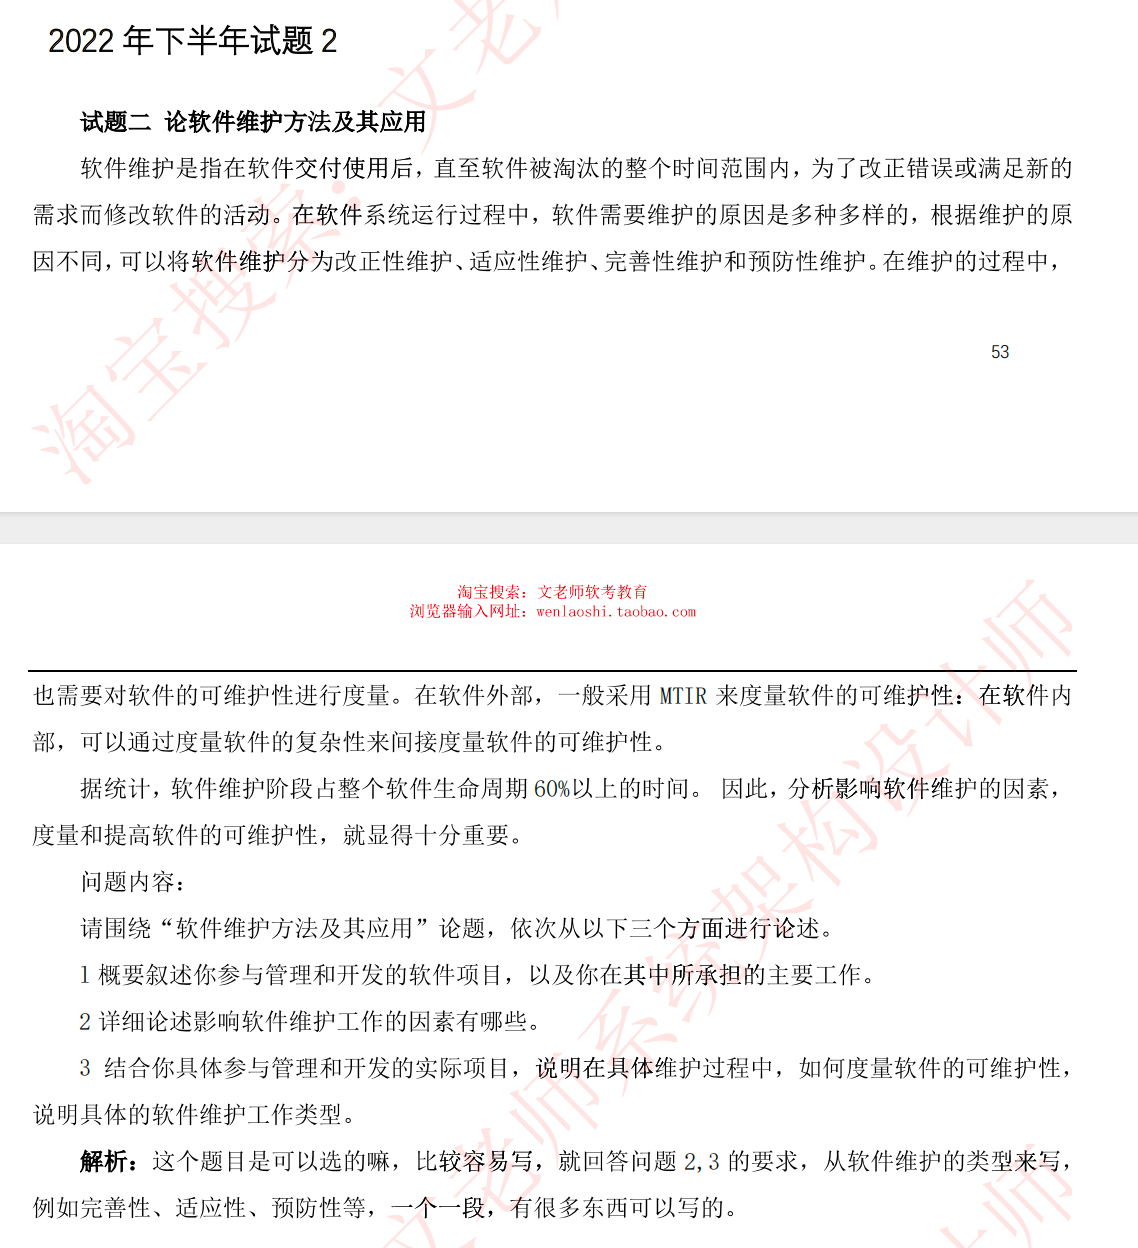 2022 年下半年试题 2
试题二 论软件维护方法及其应用
软件维护是指在软件交付使用后，直至软件被淘汰的整个时间范围内，为了改正错误或满足新的
需求而修改软件的活动。在软件系统运行过程中，软件需要维护的原因是多种多样的，根据维护的原
因不同，可以将软件维护分为改正性维护、适应性维护、完善性维护和预防性维护。在维护的过程中，
53
淘宝搜索：文老师
淘宝搜索：文老师软考教育
浏览器输入网址：wenlaoshi.taobao.com
也需要对软件的可维护性进行度量。在软件外部，一般采用 MTIR 来度量软件的可维护性：在软件内
部，可以通过度量软件的复杂性来间接度量软件的可维护性。
据统计，软件维护阶段占整个软件生命周期 60%以上的时间。 因此，分析影响软件维护的因素，
度量和提高软件的可维护性，就显得十分重要。
问题内容：
请围绕“软件维护方法及其应用”论题，依次从以下三个方面进行论述。
1 概要叙述你参与管理和开发的软件项目，以及你在其中所承担的主要工作。
2 详细论述影响软件维护工作的因素有哪些。
3 结合你具体参与管理和开发的实际项目，说明在具体维护过程中，如何度量软件的可维护性，
说明具体的软件维护工作类型。
解析：这个题目是可以选的嘛，比较容易写，就回答问题 2,3 的要求，从软件维护的类型来写，
例如完善性、适应性、预防性等，一个一段，有很多东西可以写的。
文老师系统架构设计师
计师